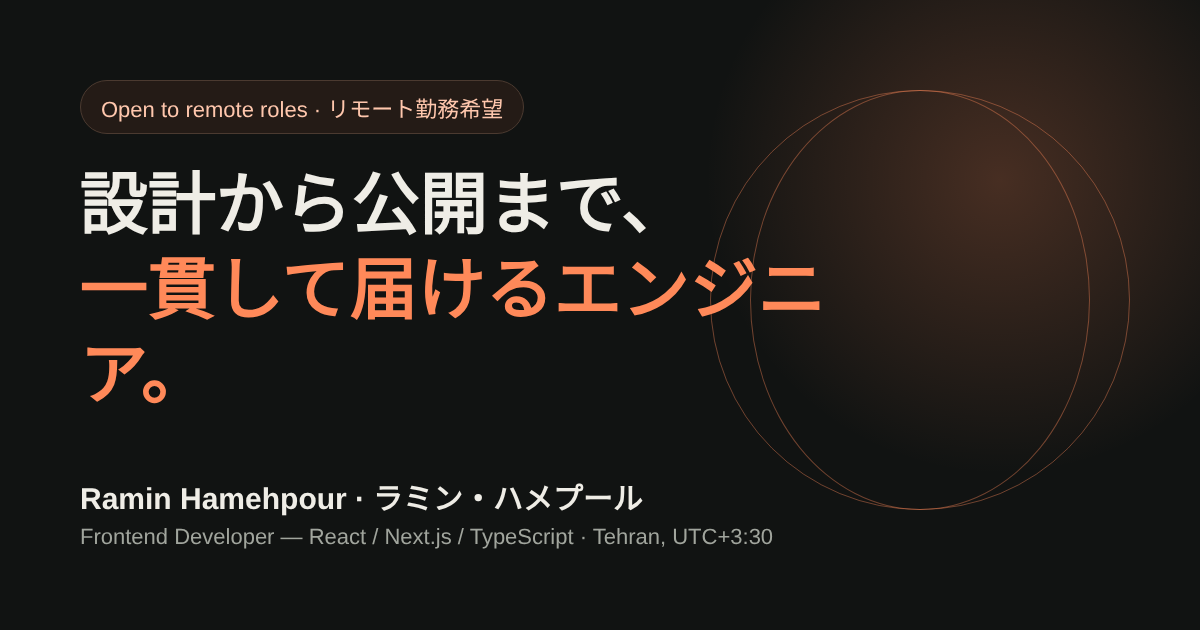 Open to remote roles · リモート勤務希望
設計から公開まで、
一貫して届けるエンジニ
ア。
Ramin Hamehpour · ラミン・ハメプール
Frontend Developer — React / Next.js / TypeScript · Tehran, UTC+3:30